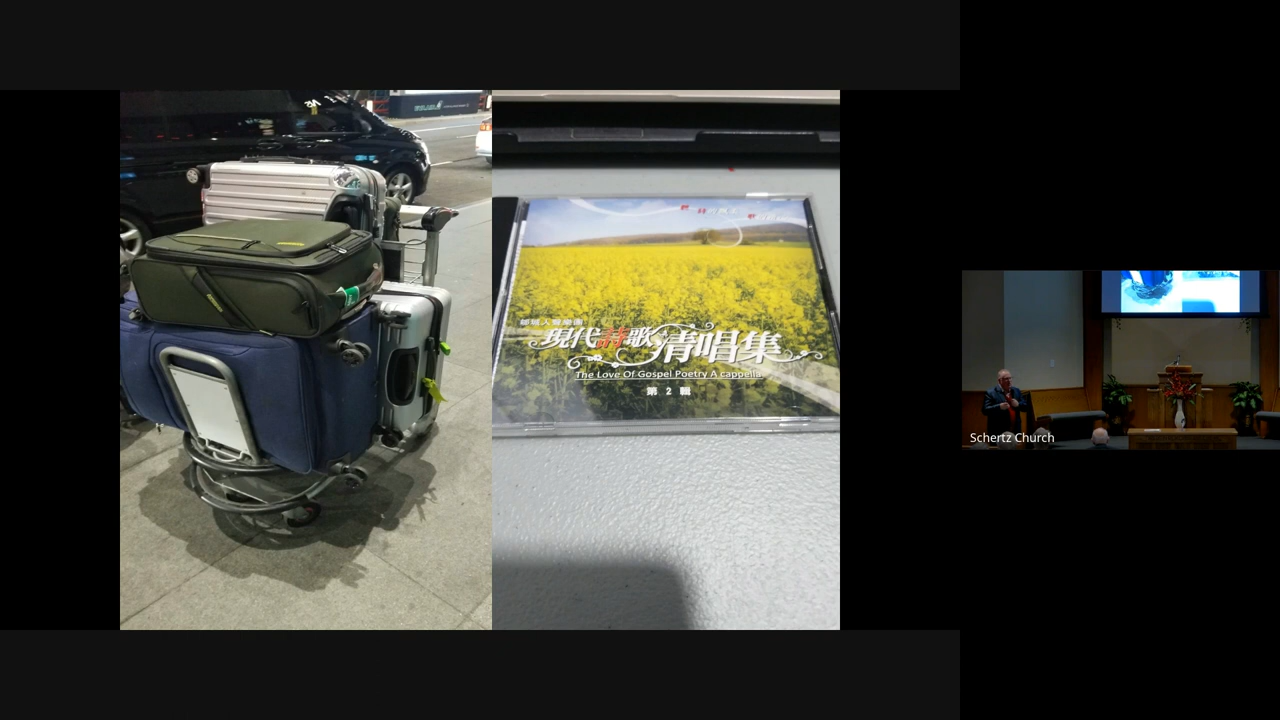 現代詩歌清唱集
The Love Of Gospel Poetry A cappella
第 2 輯
Schertz Church